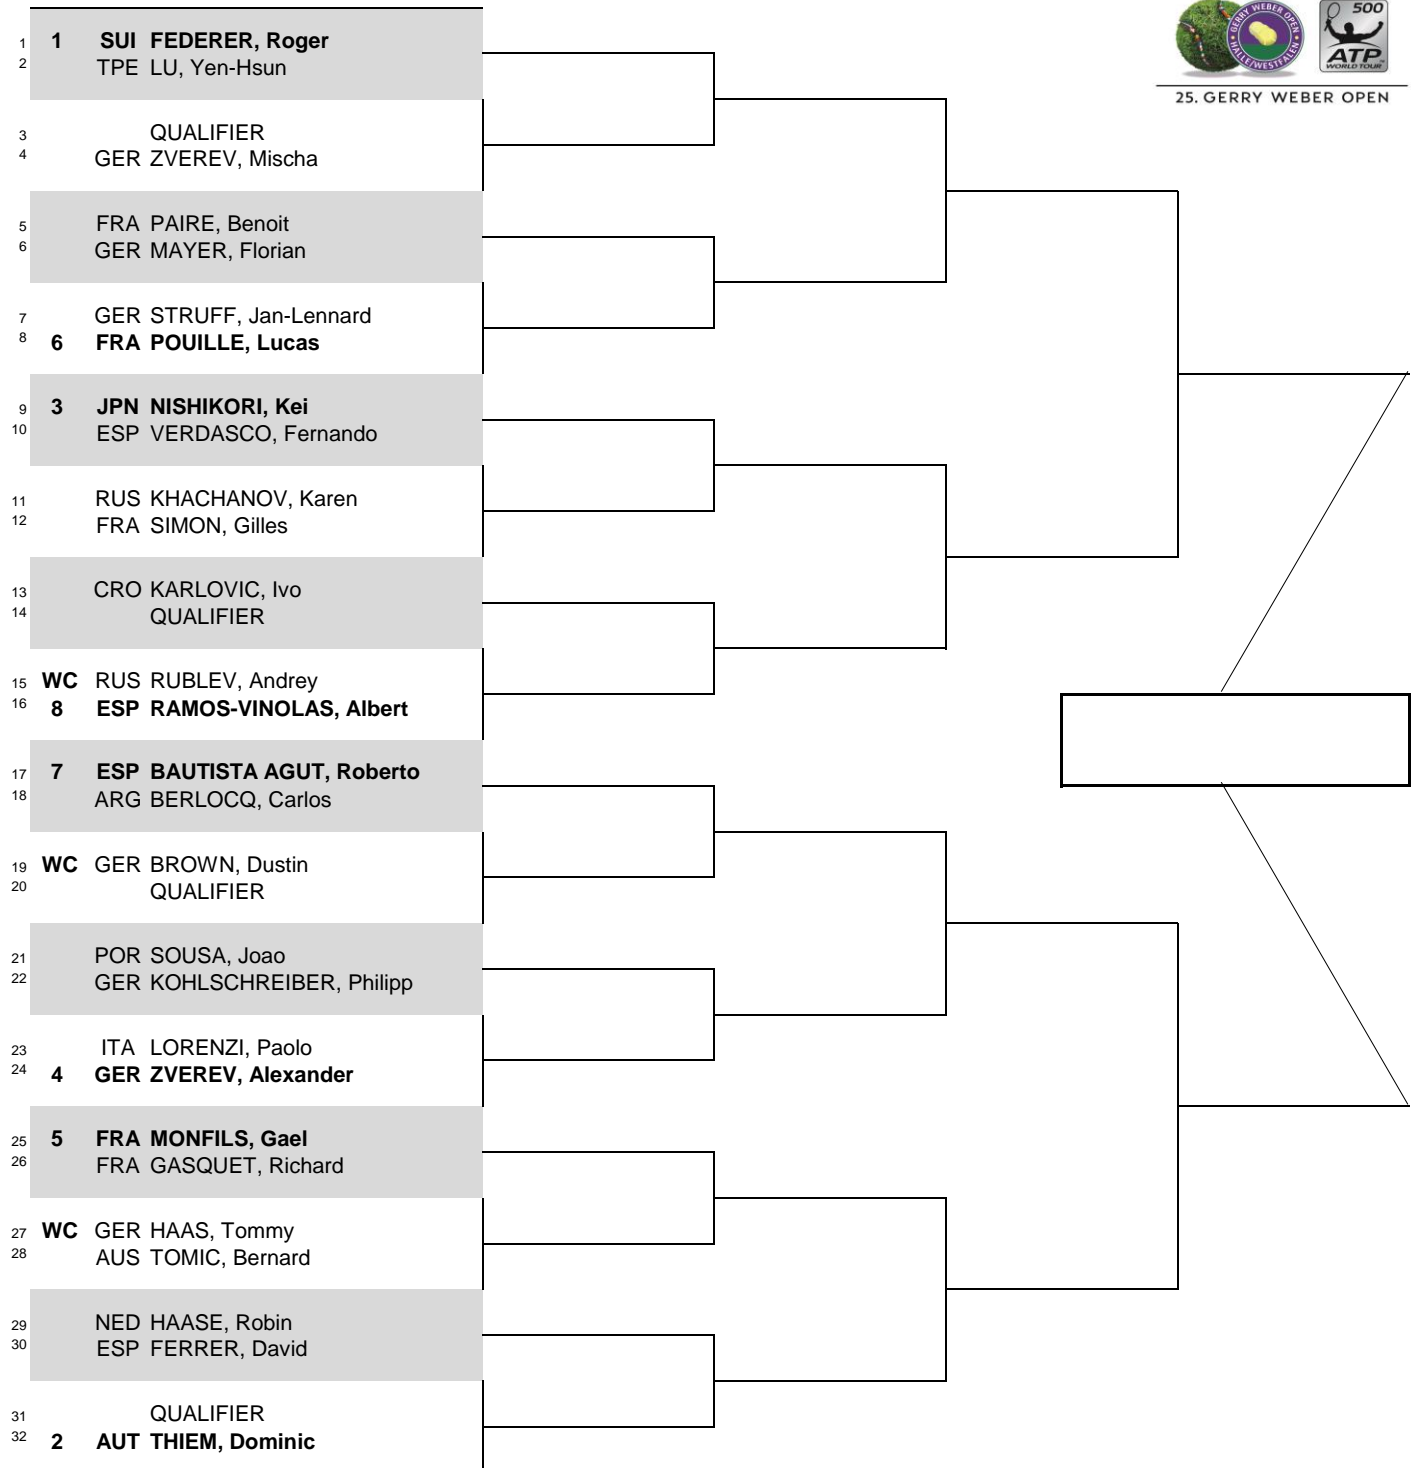 GERRY WEBER OPEN
HALLE/WESTFALEN
500
ATP
WORLD TOUR
25. GERRY WEBER OPEN
1 1 SUI FEDERER, Roger
2 TPE LU, Yen-Hsun
3 QUALIFIER
4 GER ZVEREV, Mischa
5 FRA PAIRE, Benoit
6 GER MAYER, Florian
7 GER STRUFF, Jan-Lennard
8 6 FRA POUILLE, Lucas
9 3 JPN NISHIKORI, Kei
10 ESP VERDASCO, Fernando
11 RUS KHACHANOV, Karen
12 FRA SIMON, Gilles
13 CRO KARLOVIC, Ivo
14 QUALIFIER
15 WC RUS RUBLEV, Andrey
16 8 ESP RAMOS-VINOLAS, Albert
17 7 ESP BAUTISTA AGUT, Roberto
18 ARG BERLOCQ, Carlos
19 WC GER BROWN, Dustin
20 QUALIFIER
21 POR SOUSA, Joao
22 GER KOHLSCHREIBER, Philipp
23 ITA LORENZI, Paolo
24 4 GER ZVEREV, Alexander
25 5 FRA MONFILS, Gael
26 FRA GASQUET, Richard
27 WC GER HAAS, Tommy
28 AUS TOMIC, Bernard
29 NED HAASE, Robin
30 ESP FERRER, David
31 QUALIFIER
32 2 AUT THIEM, Dominic